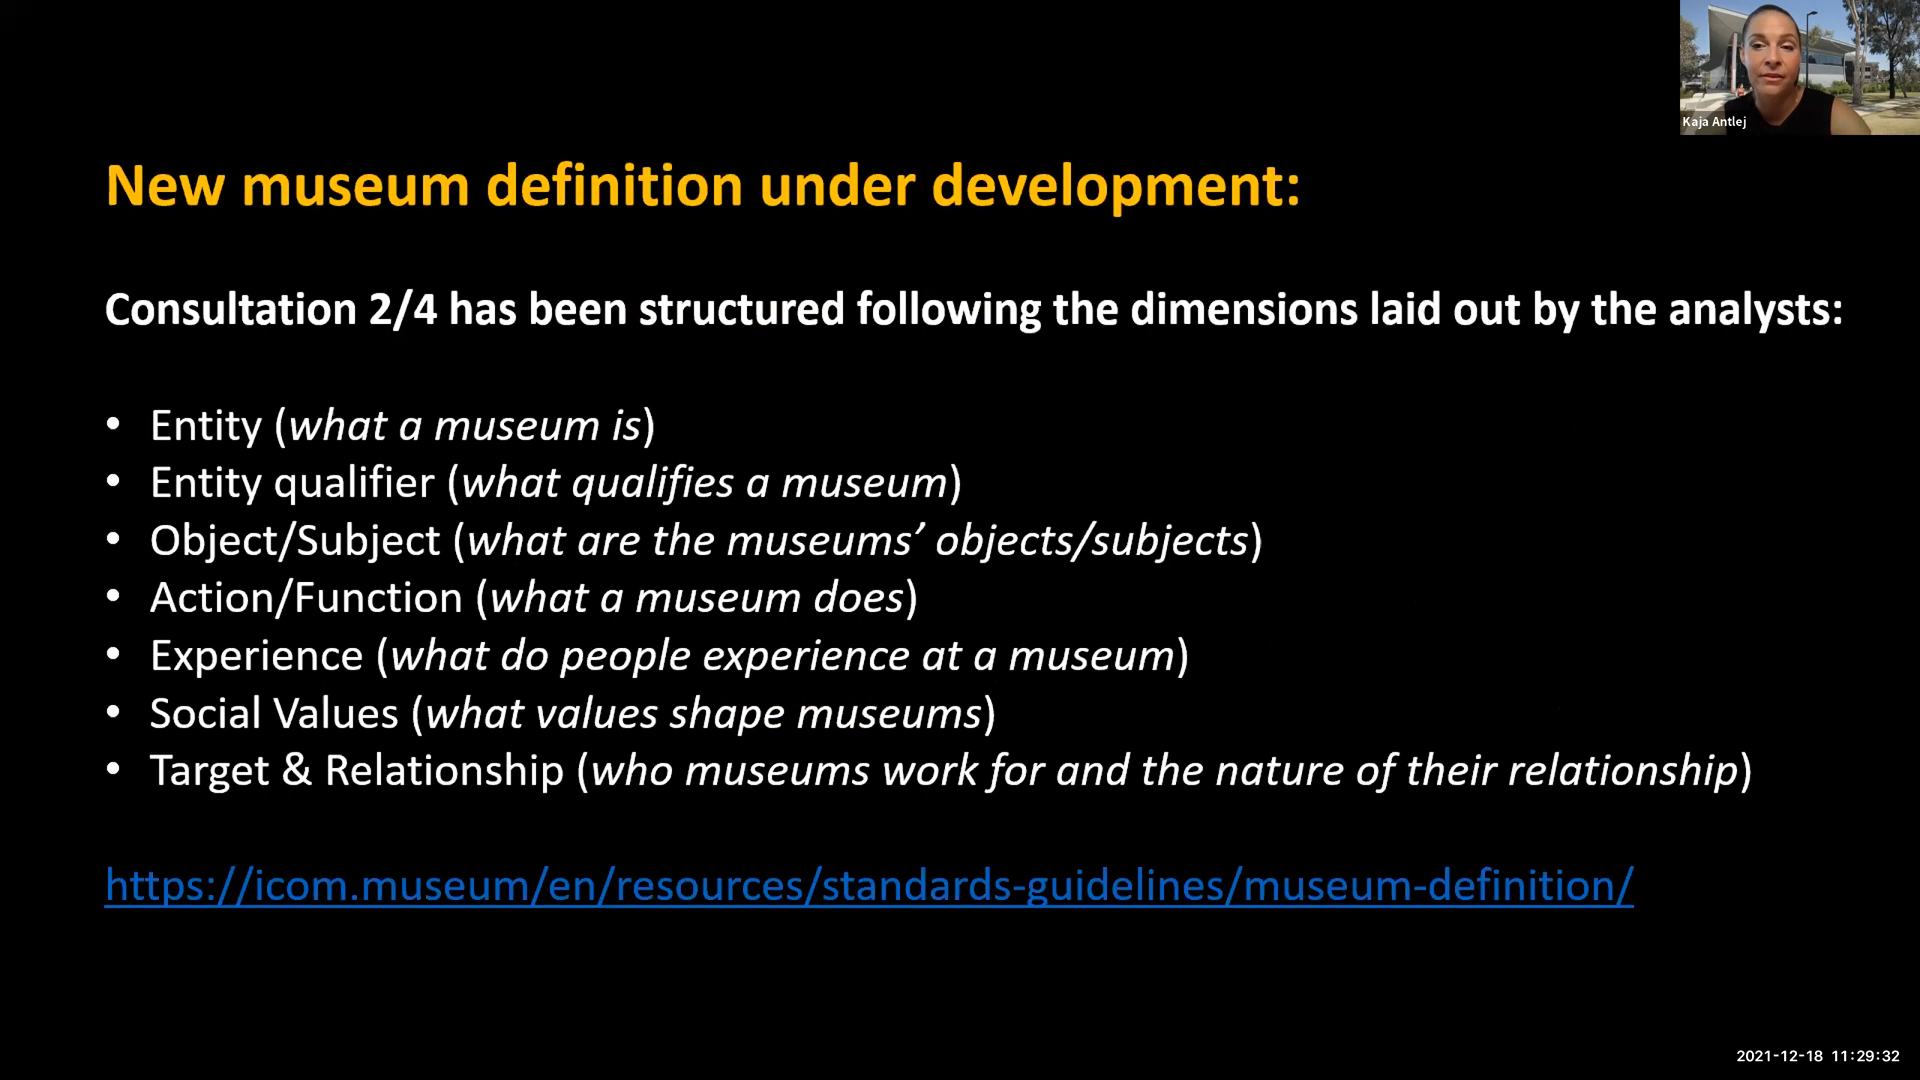 Kaja Antlej
New museum definition under development:
Consultation 2/4 has been structured following the dimensions laid out by the analysts:
• Entity (what a museum is)
• Entity qualifier (what qualifies a museum)
• Object/Subject (what are the museums’ objects/subjects)
• Action/Function (what a museum does)
• Experience (what do people experience at a museum)
• Social Values (what values shape museums)
• Target & Relationship (who museums work for and the nature of their relationship)
https://icom.museum/en/resources/standards-guidelines/museum-definition/
2021-12-18 11:29:32